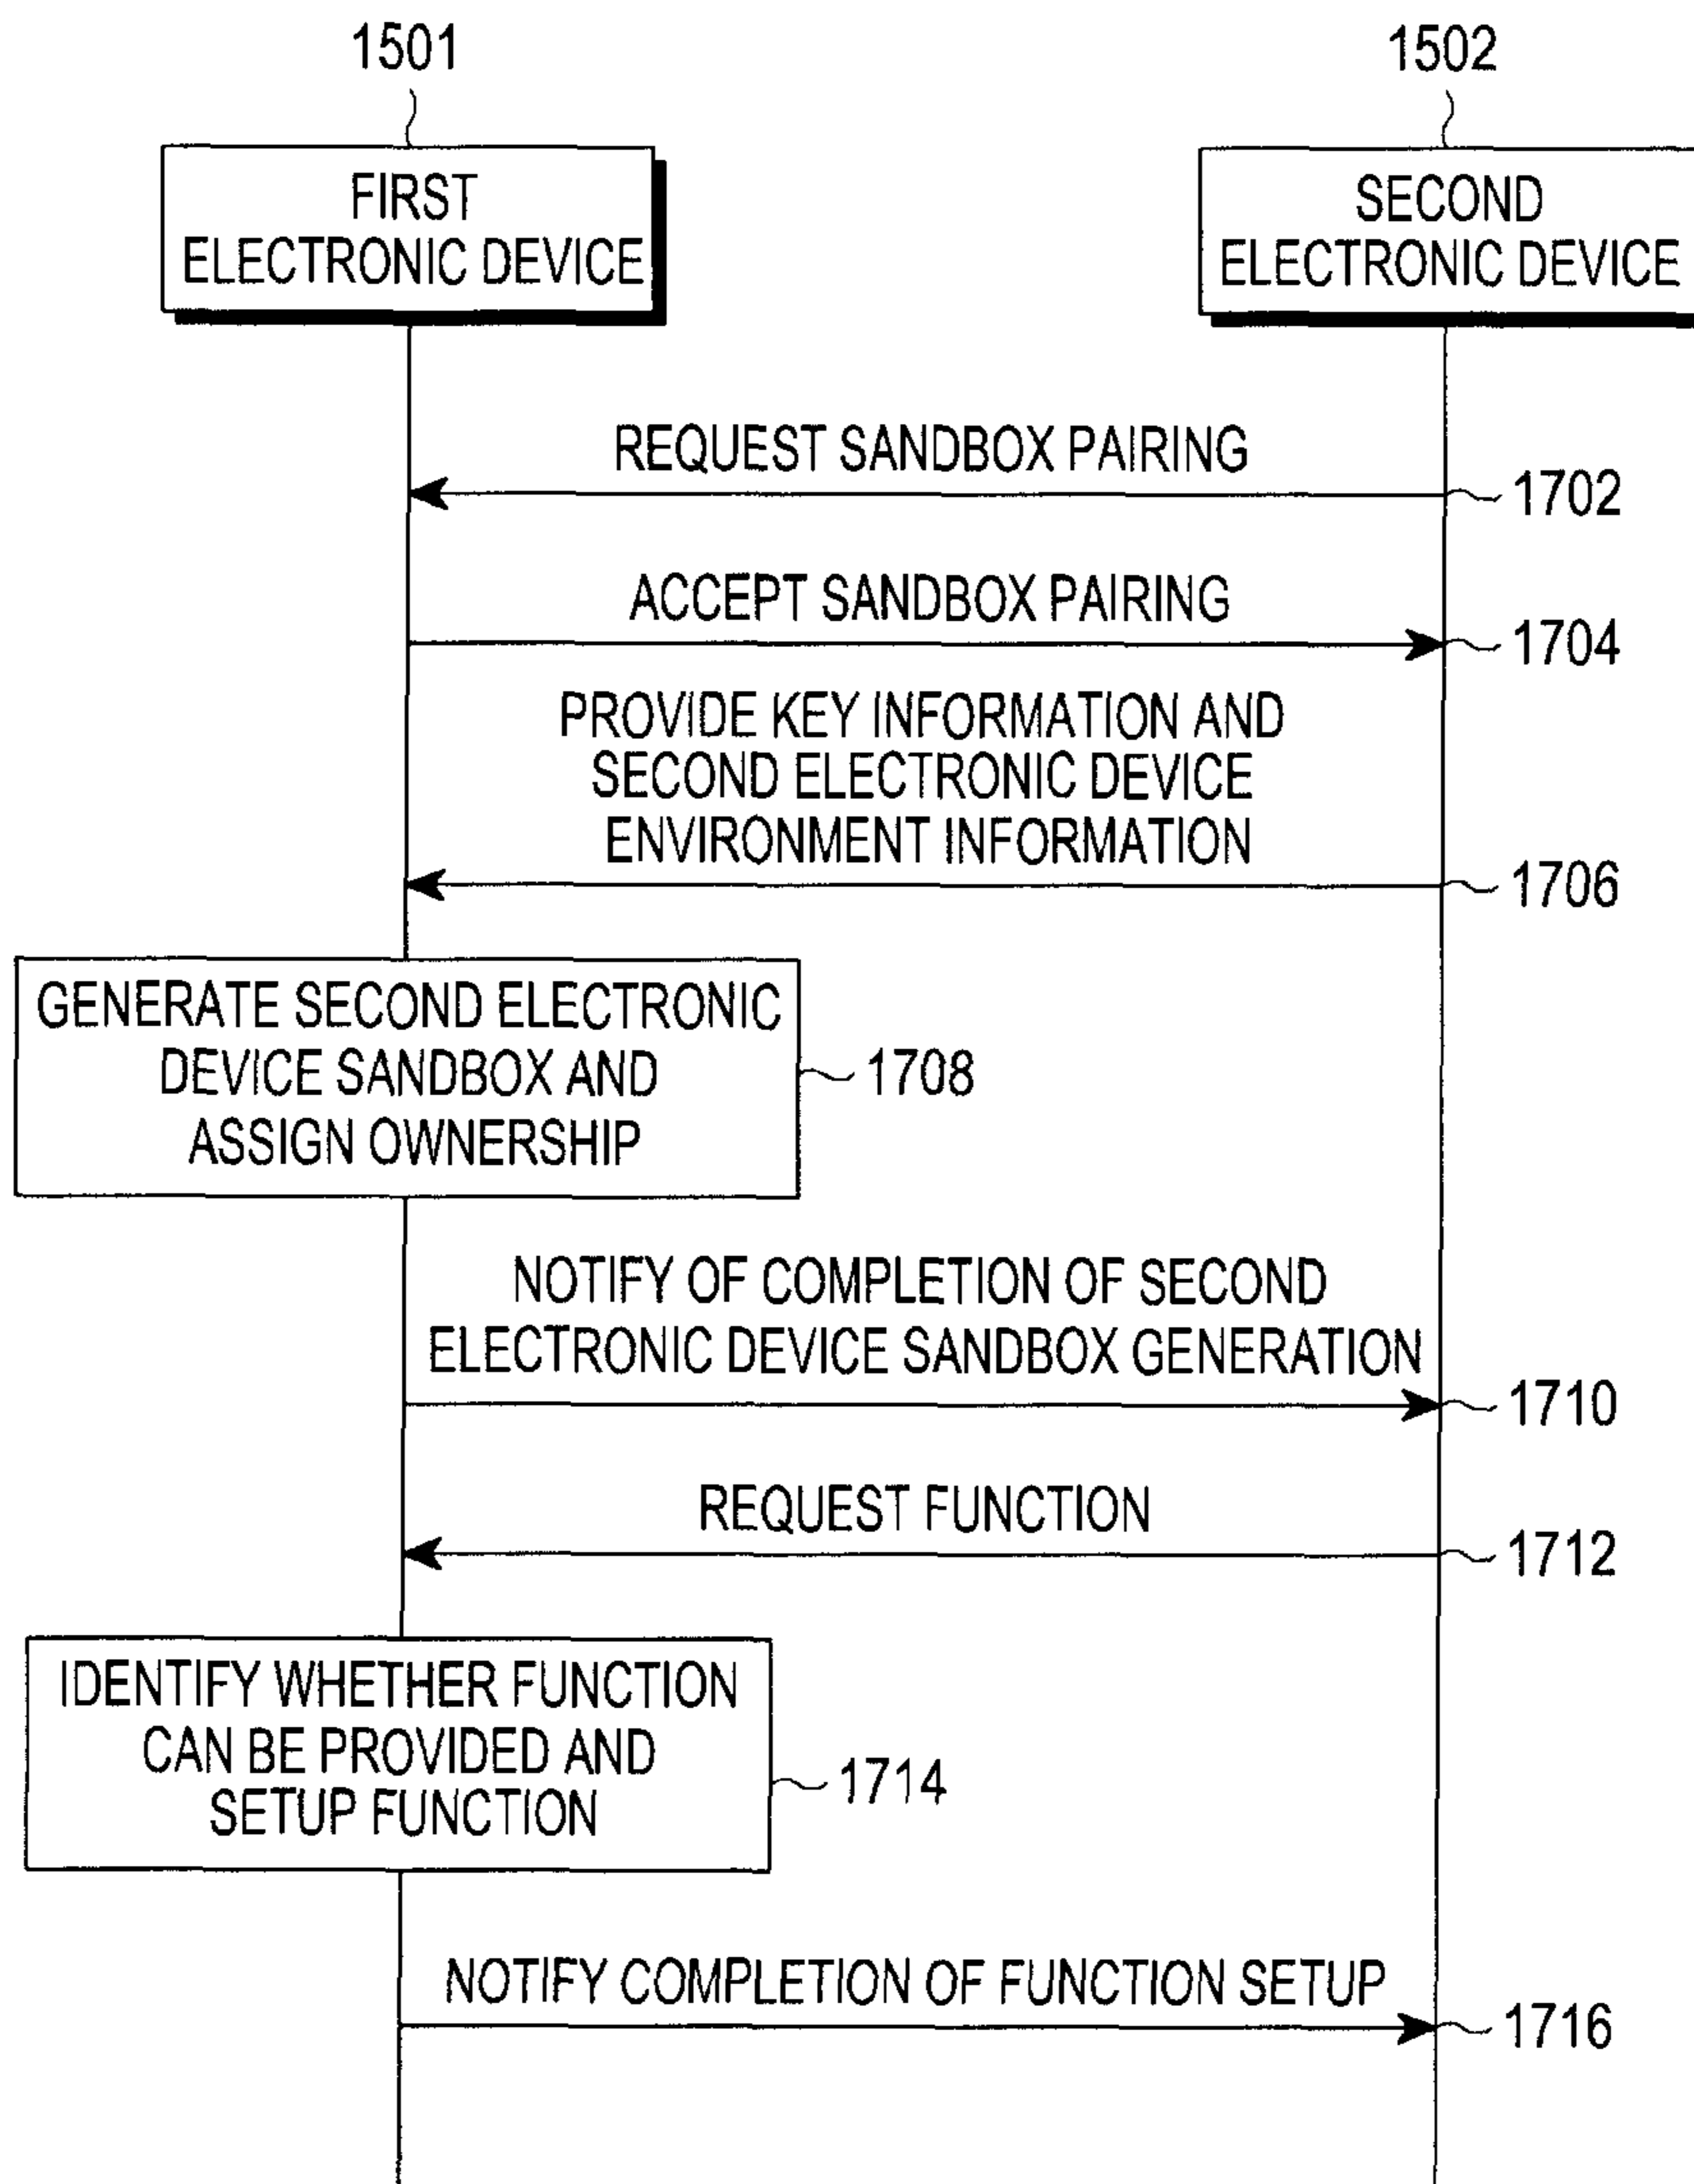 1501
1502
FIRST
ELECTRONIC DEVICE
SECOND
ELECTRONIC DEVICE
REQUEST SANDBOX PAIRING
1702
ACCEPT SANDBOX PAIRING
1704
PROVIDE KEY INFORMATION AND
SECOND ELECTRONIC DEVICE
ENVIRONMENT INFORMATION
1706
GENERATE SECOND ELECTRONIC
DEVICE SANDBOX AND
ASSIGN OWNERSHIP
1708
NOTIFY OF COMPLETION OF SECOND
ELECTRONIC DEVICE SANDBOX GENERATION
1710
REQUEST FUNCTION
1712
IDENTIFY WHETHER FUNCTION
CAN BE PROVIDED AND
SETUP FUNCTION
1714
NOTIFY COMPLETION OF FUNCTION SETUP
1716